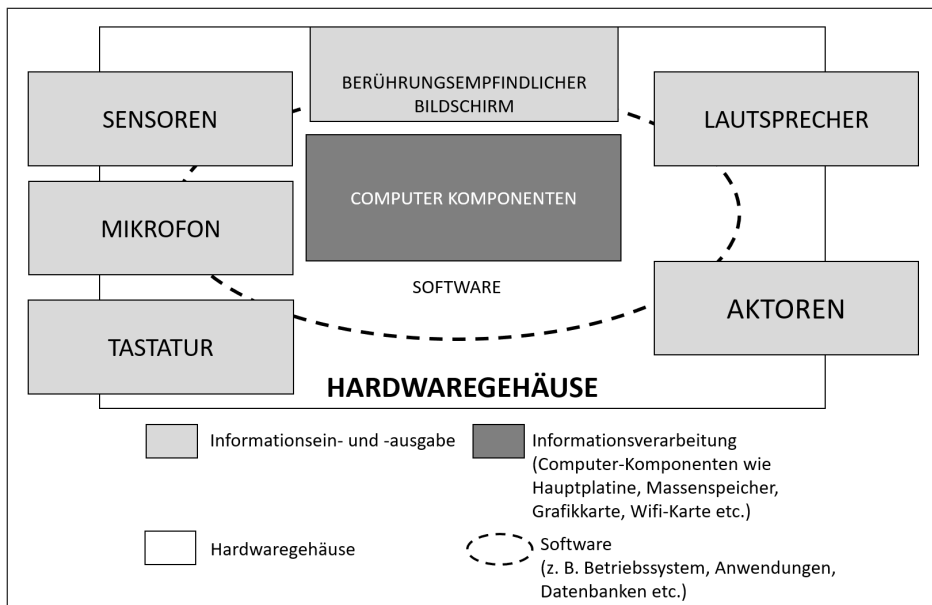 BERÜHRUNGSEMPFINDLICHER
BILDSCHIRM
SENSOREN
LAUTSPRECHER
COMPUTER KOMPONENTEN
MIKROFON
SOFTWARE
AKTOREN
TASTATUR
HARDWAREGEHÄUSE
Informationsein- und -ausgabe
Informationsverarbeitung
(Computer-Komponenten wie
Hauptplatine, Massenspeicher,
Grafikkarte, Wifi-Karte etc.)
Hardwaregehäuse
Software
(z. B. Betriebssystem, Anwendungen,
Datenbanken etc.)